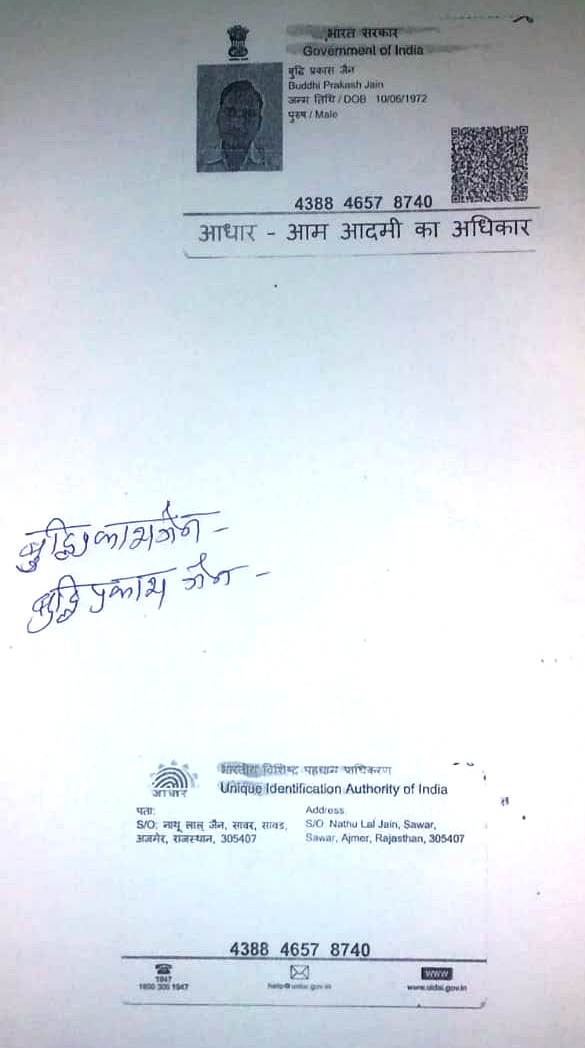 भारत सरकार
Government of India
बुद्धि प्रकास जैन
Buddhi Prakash Jain
जन्म तिथि / DOB 10/06/1972
पुरुष / Male
4388 4657 8740
आधार - आम आदमी का अधिकार
बुद्धिप्रकाश जैन -
बुद्धिप्रकाश जैन -
भारतीय विशिष्ट पहचान प्राधिकरण
Unique Identification Authority of India
आधार
पता:
S/O: नाथू लाल जैन, सावर, सावड,
अजमेर, राजस्थान, 305407
Address:
S/O. Nathu Lal Jain, Sawar,
Sawar, Ajmer, Rajasthan, 305407
4388 4657 8740
1947
1800 300 1947
help@uidai.gov.in
www
www.uidai.gov.in